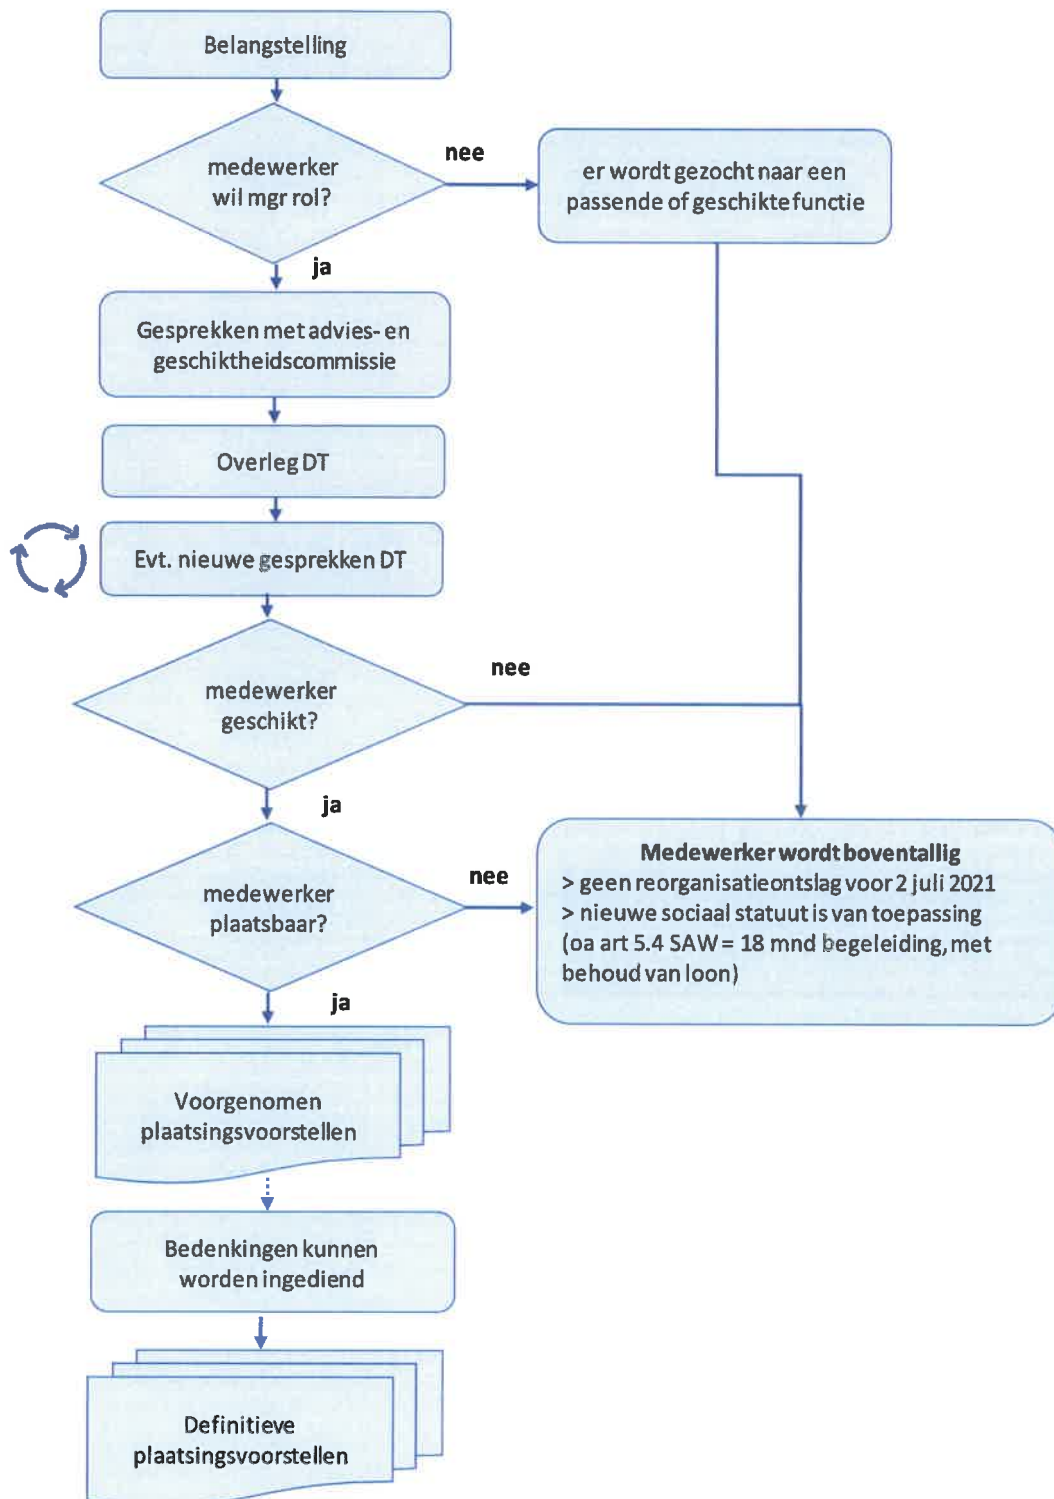 Belangstelling
medewerker
wil mgr rol?
nee
er wordt gezocht naar een
passende of geschikte functie
ja
Gesprekken met advies- en
geschiktheidscommissie
Overleg DT
Evt. nieuwe gesprekken DT
medewerker
geschikt?
nee
ja
medewerker
plaatsbaar?
nee
Medewerker wordt boventallig
> geen reorganisatieontslag voor 2 juli 2021
> nieuwe sociaal statuut is van toepassing
(oa art 5.4 SAW = 18 mnd begeleiding, met
behoud van loon)
ja
Voorgenomen
plaatsingsvoorstellen
Bedenkingen kunnen
worden ingediend
Definitieve
plaatsingsvoorstellen